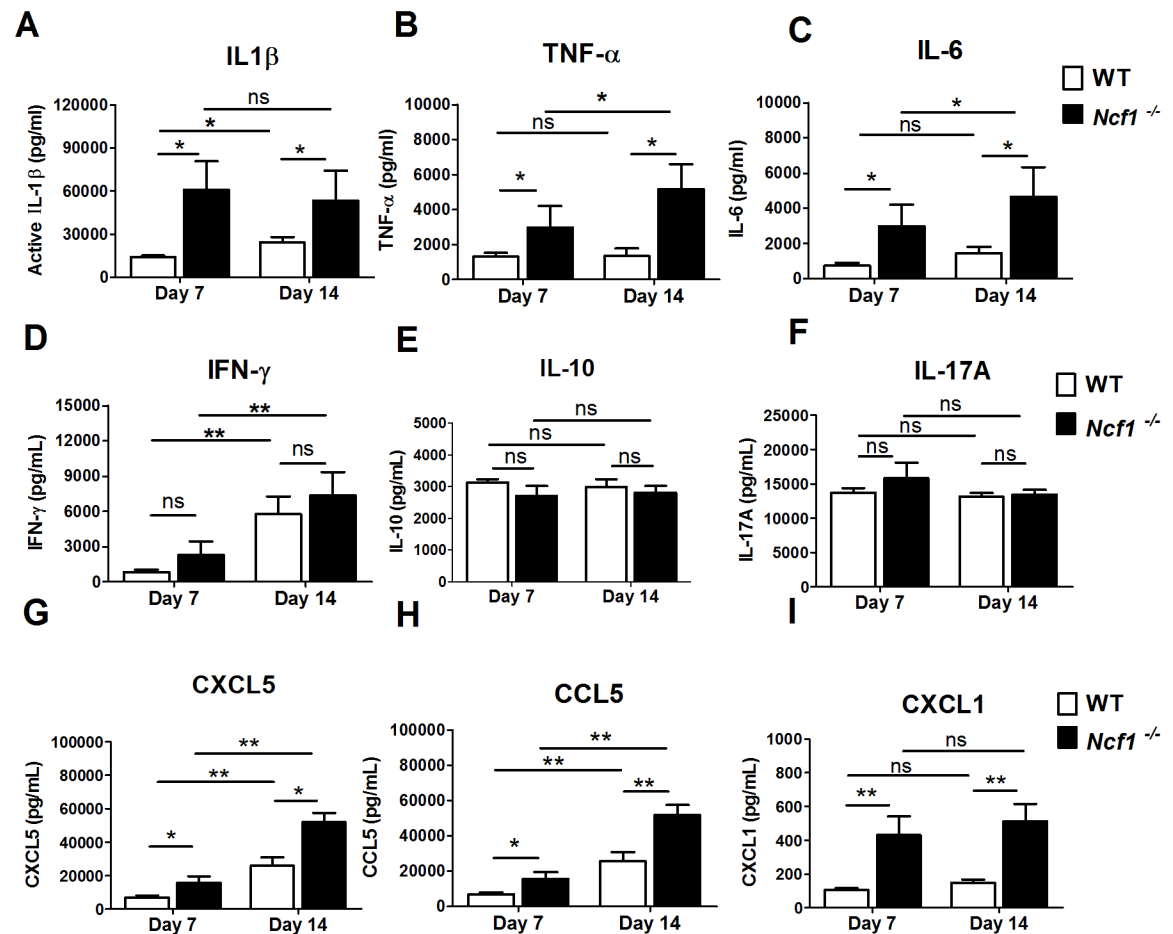 A
IL1β
Active IL-1β (pg/ml)
120000
90000
60000
30000
0
ns
*
*
*
Day 7
Day 14
B
TNF-α
TNF-α (pg/ml)
10000
8000
6000
4000
2000
0
*
ns
*
*
Day 7
Day 14
C
IL-6
IL-6 (pg/ml)
10000
8000
6000
4000
2000
0
*
ns
*
*
Day 7
Day 14
WT
Ncf1 -/-
D
IFN-γ
IFN-γ (pg/mL)
15000
12000
9000
6000
3000
0
**
**
ns
ns
Day 7
Day 14
E
IL-10
IL-10 (pg/mL)
5000
4000
3000
2000
1000
0
ns
ns
ns
ns
Day 7
Day 14
F
IL-17A
IL-17A (pg/mL)
25000
20000
15000
10000
5000
0
ns
ns
ns
ns
Day 7
Day 14
WT
Ncf1 -/-
G
CXCL5
CXCL5 (pg/mL)
100000
80000
60000
40000
20000
0
**
**
*
*
Day 7
Day 14
H
CCL5
CCL5 (pg/mL)
100000
80000
60000
40000
20000
0
**
**
**
*
Day 7
Day 14
I
CXCL1
CXCL1 (pg/mL)
1000
800
600
400
200
0
ns
ns
**
**
Day 7
Day 14
WT
Ncf1 -/-